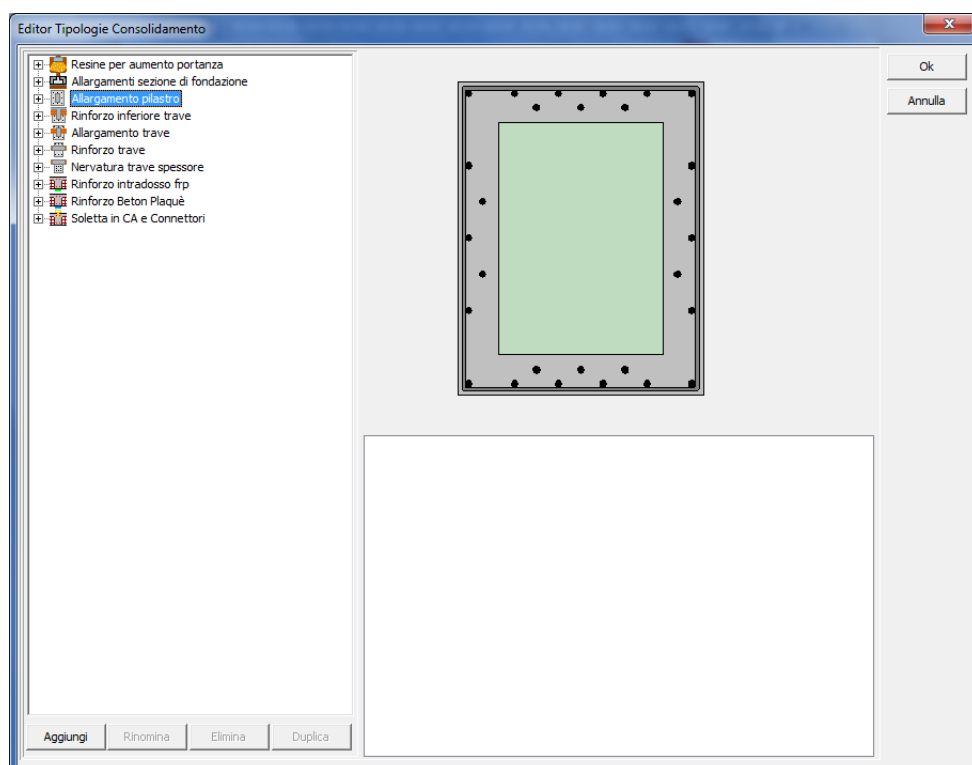 Editor Tipologie Consolidamento
Resine per aumento portanza
Allargamenti sezione di fondazione
Allargamento pilastro
Rinforzo inferiore trave
Allargamento trave
Rinforzo trave
Nervatura trave spessore
Rinforzo intradosso frp
Rinforzo Beton Plaquè
Soletta in CA e Connettori
Ok
Annulla
Aggiungi Rinomina Elimina Duplica